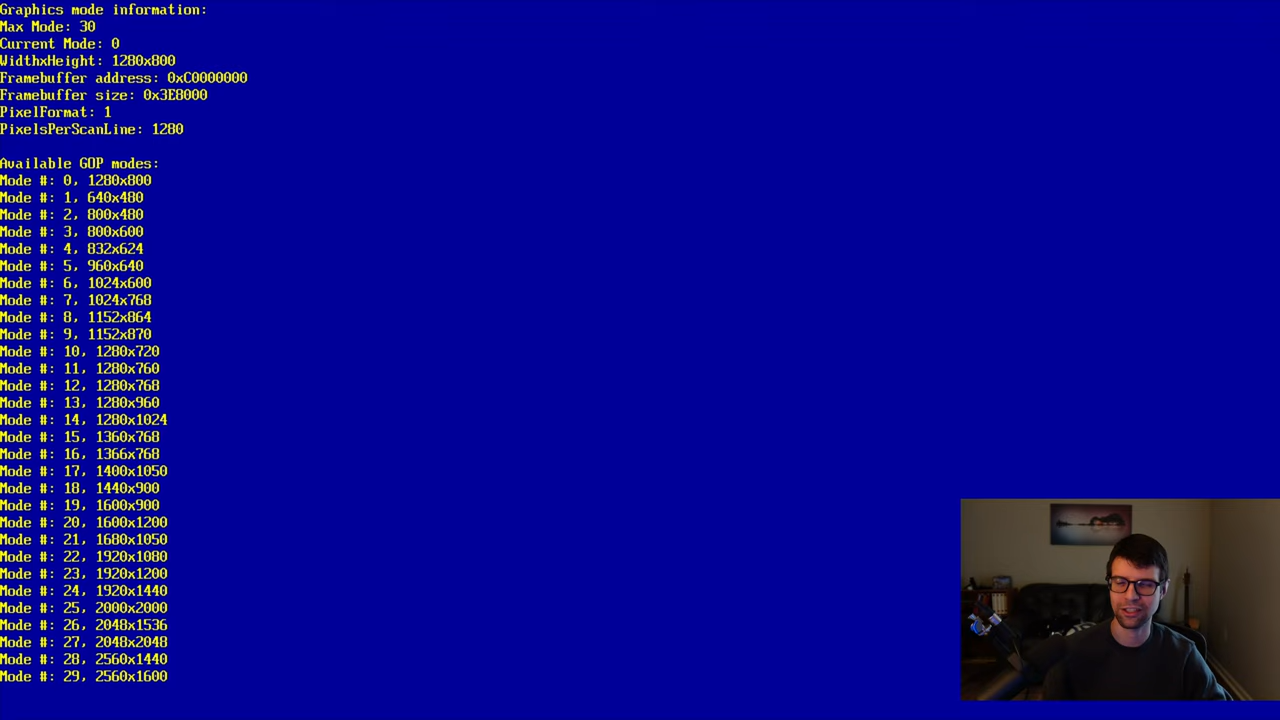 Graphics mode information:
Max Mode: 30
Current Mode: 0
WidthxHeight: 1280x800
Framebuffer address: 0xC0000000
Framebuffer size: 0x3E8000
PixelFormat: 1
PixelsPerScanLine: 1280
Available GOP modes:
Mode #: 0, 1280x800
Mode #: 1, 640x480
Mode #: 2, 800x480
Mode #: 3, 800x600
Mode #: 4, 832x624
Mode #: 5, 960x640
Mode #: 6, 1024x600
Mode #: 7, 1024x768
Mode #: 8, 1152x864
Mode #: 9, 1152x870
Mode #: 10, 1280x720
Mode #: 11, 1280x760
Mode #: 12, 1280x768
Mode #: 13, 1280x960
Mode #: 14, 1280x1024
Mode #: 15, 1360x768
Mode #: 16, 1366x768
Mode #: 17, 1400x1050
Mode #: 18, 1440x900
Mode #: 19, 1600x900
Mode #: 20, 1600x1200
Mode #: 21, 1680x1050
Mode #: 22, 1920x1080
Mode #: 23, 1920x1200
Mode #: 24, 1920x1440
Mode #: 25, 2000x2000
Mode #: 26, 2048x1536
Mode #: 27, 2048x2048
Mode #: 28, 2560x1440
Mode #: 29, 2560x1600